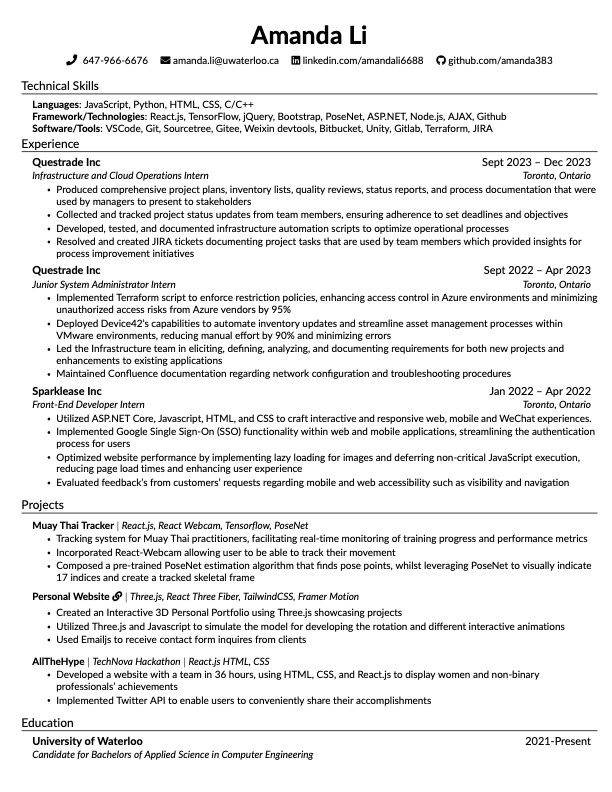 Amanda Li
647-966-6676 amanda.li@uwaterloo.ca linkedin.com/amandali6688 github.com/amanda383
Technical Skills
Languages: JavaScript, Python, HTML, CSS, C/C++
Framework/Technologies: React.js, TensorFlow, jQuery, Bootstrap, PoseNet, ASP.NET, Node.js, AJAX, Github
Software/Tools: VSCode, Git, Sourcetree, Gitee, Weixin devtools, Bitbucket, Unity, Gitlab, Terraform, JIRA
Experience
Questrade Inc Sept 2023 – Dec 2023
Infrastructure and Cloud Operations Intern Toronto, Ontario
• Produced comprehensive project plans, inventory lists, quality reviews, status reports, and process documentation that were
used by managers to present to stakeholders
• Collected and tracked project status updates from team members, ensuring adherence to set deadlines and objectives
• Developed, tested, and documented infrastructure automation scripts to optimize operational processes
• Resolved and created JIRA tickets documenting project tasks that are used by team members which provided insights for
process improvement initiatives
Questrade Inc Sept 2022 – Apr 2023
Junior System Administrator Intern Toronto, Ontario
• Implemented Terraform script to enforce restriction policies, enhancing access control in Azure environments and minimizing
unauthorized access risks from Azure vendors by 95%
• Deployed Device42's capabilities to automate inventory updates and streamline asset management processes within
VMware environments, reducing manual effort by 90% and minimizing errors
• Led the Infrastructure team in eliciting, defining, analyzing, and documenting requirements for both new projects and
enhancements to existing applications
• Maintained Confluence documentation regarding network configuration and troubleshooting procedures
Sparklease Inc Jan 2022 – Apr 2022
Front-End Developer Intern Toronto, Ontario
• Utilized ASP.NET Core, Javascript, HTML, and CSS to craft interactive and responsive web, mobile and WeChat experiences.
• Implemented Google Single Sign-On (SSO) functionality within web and mobile applications, streamlining the authentication
process for users
• Optimized website performance by implementing lazy loading for images and deferring non-critical JavaScript execution,
reducing page load times and enhancing user experience
• Evaluated feedback's from customers' requests regarding mobile and web accessibility such as visibility and navigation
Projects
Muay Thai Tracker | React.js, React Webcam, Tensorflow, PoseNet
• Tracking system for Muay Thai practitioners, facilitating real-time monitoring of training progress and performance metrics
• Incorporated React-Webcam allowing user to be able to track their movement
• Composed a pre-trained PoseNet estimation algorithm that finds pose points, whilst leveraging PoseNet to visually indicate
17 indices and create a tracked skeletal frame
Personal Website | Three.js, React Three Fiber, TailwindCSS, Framer Motion
• Created an Interactive 3D Personal Portfolio using Three.js showcasing projects
• Utilized Three.js and Javascript to simulate the model for developing the rotation and different interactive animations
• Used Emailjs to receive contact form inquires from clients
AllTheHype | TechNova Hackathon | React.js HTML, CSS
• Developed a website with a team in 36 hours, using HTML, CSS, and React.js to display women and non-binary
professionals' achievements
• Implemented Twitter API to enable users to conveniently share their accomplishments
Education
University of Waterloo 2021-Present
Candidate for Bachelors of Applied Science in Computer Engineering